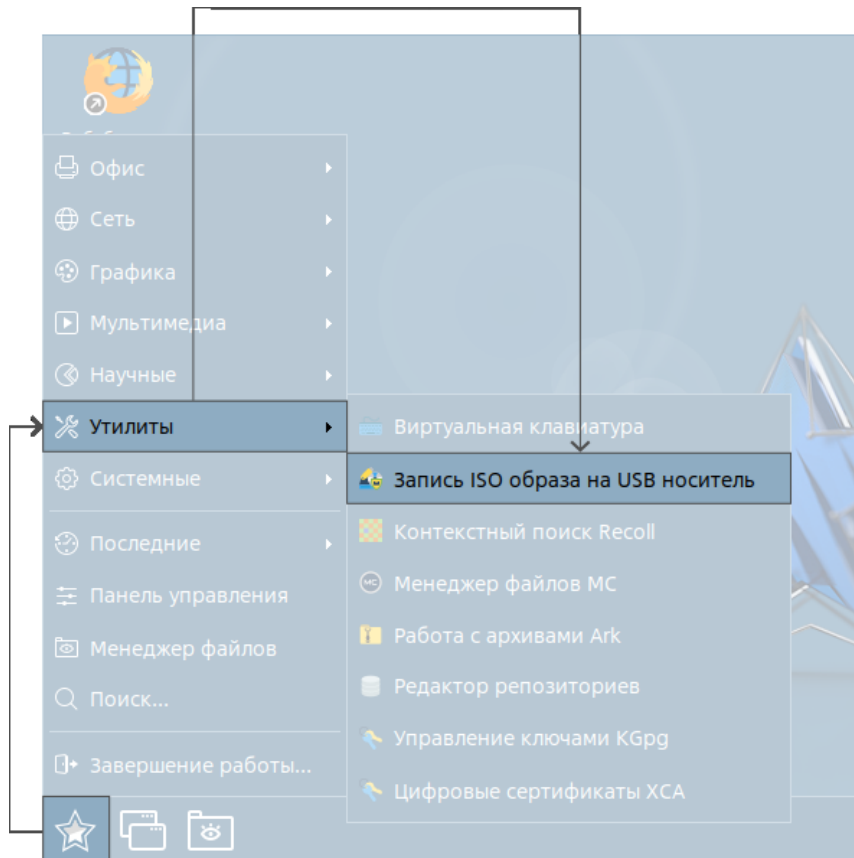 Офис
Сеть
Графика
Мультимедиа
Научные
Утилиты
Системные
Последние
Панель управления
Менеджер файлов
Поиск...
Завершение работы...
Виртуальная клавиатура
Запись ISO образа на USB носитель
Контекстный поиск Recoll
Менеджер файлов MC
Работа с архивами Ark
Редактор репозиториев
Управление ключами KGpg
Цифровые сертификаты XCA